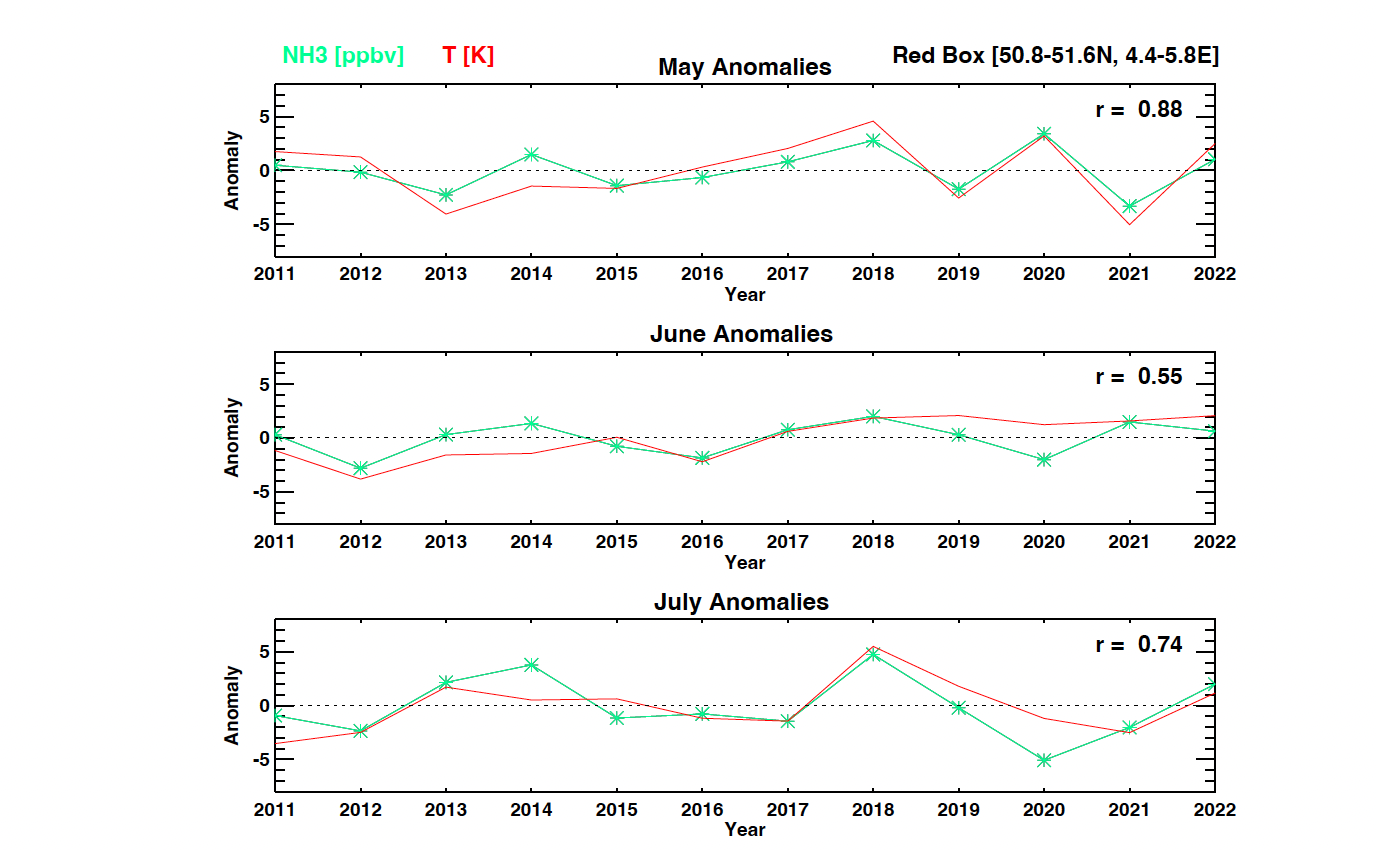 NH3 [ppbv] T [K] Red Box [50.8-51.6N, 4.4-5.8E]
May Anomalies
r = 0.88
5
0
-5
Anomaly
2011 2012 2013 2014 2015 2016 2017 2018 2019 2020 2021 2022
Year
June Anomalies
r = 0.55
5
0
-5
Anomaly
2011 2012 2013 2014 2015 2016 2017 2018 2019 2020 2021 2022
Year
July Anomalies
r = 0.74
5
0
-5
Anomaly
2011 2012 2013 2014 2015 2016 2017 2018 2019 2020 2021 2022
Year